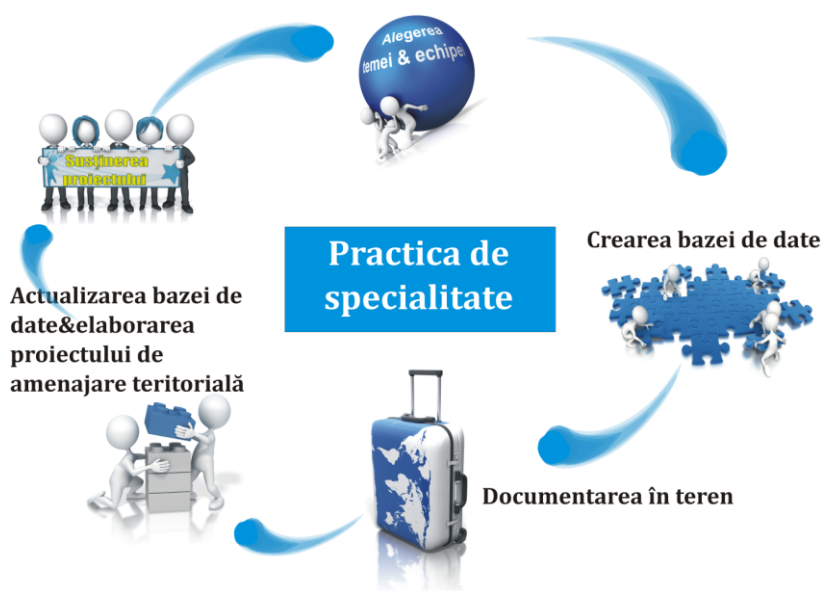 Alegerea
temei & echipei
Susținerea
proiectului
Practica de
specialitate
Crearea bazei de date
Actualizarea bazei de
date&elaborarea
proiectului de
amenajare teritorială
Documentarea în teren